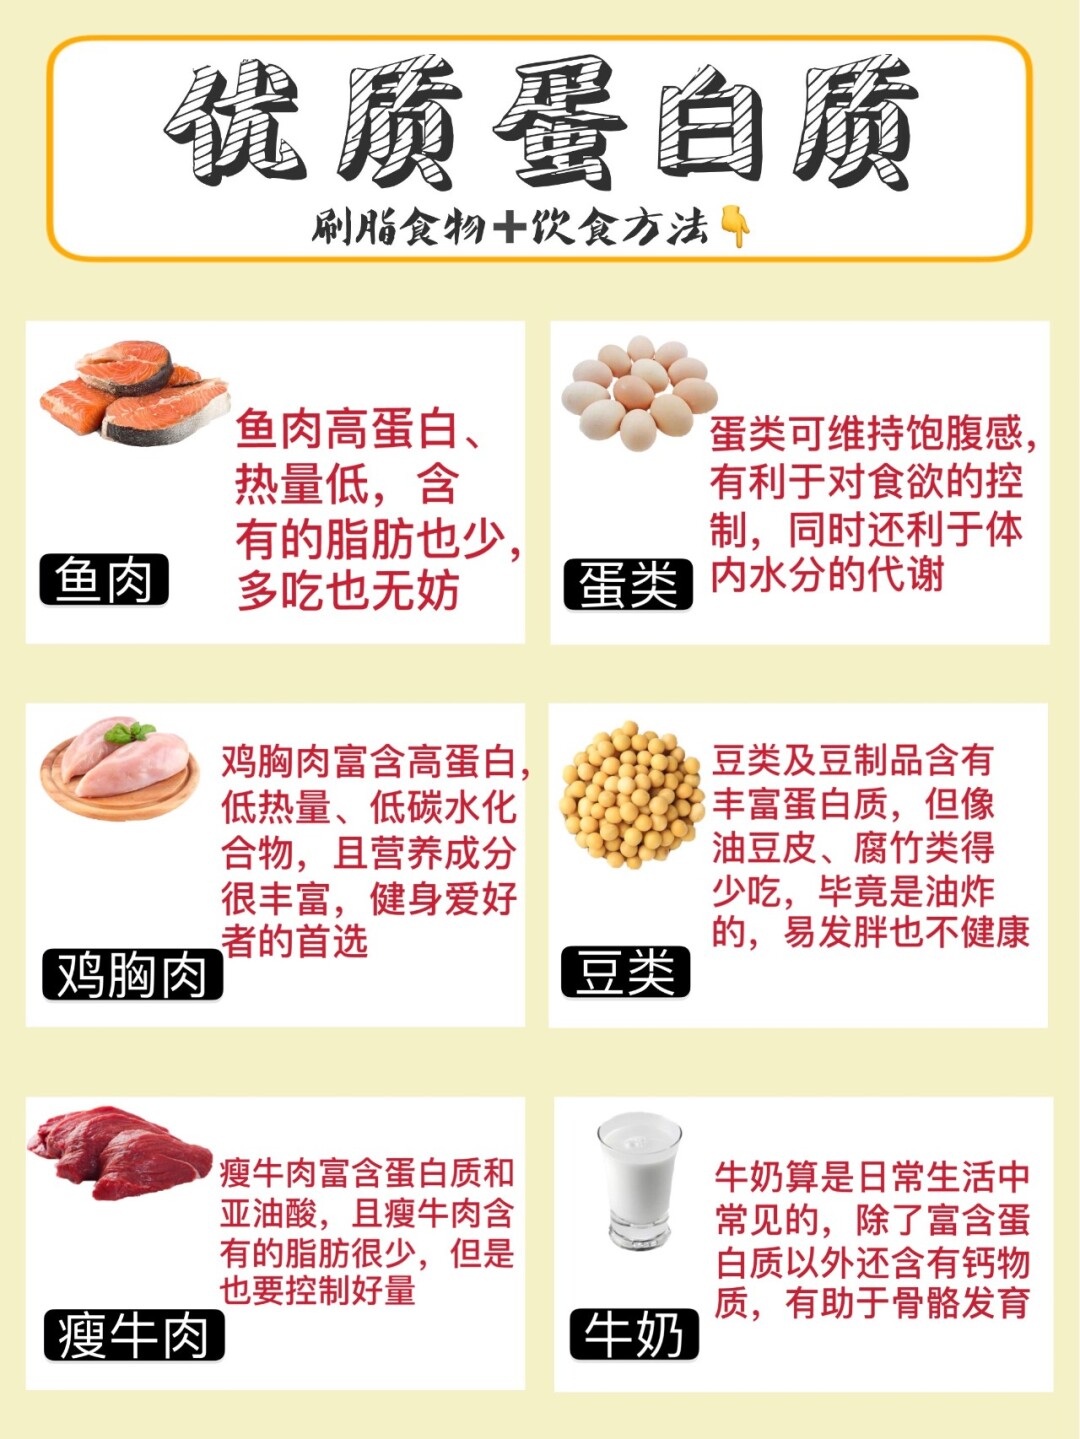 优质蛋白质
刷脂食物➕饮食方法👇
鱼肉高蛋白、
热量低，含
有的脂肪也少，
多吃也无妨
鱼肉
蛋类可维持饱腹感，
有利于对食欲的控
制，同时还利于体
内水分的代谢
蛋类
鸡胸肉富含高蛋白，
低热量、低碳水化
合物，且营养成分
很丰富，健身爱好
者的首选
鸡胸肉
豆类及豆制品含有
丰富蛋白质，但像
油豆皮、腐竹类得
少吃，毕竟是油炸
的，易发胖也不健康
豆类
瘦牛肉富含蛋白质和
亚油酸，且瘦牛肉含
有的脂肪很少，但是
也要控制好量
瘦牛肉
牛奶算是日常生活中
常见的，除了富含蛋
白质以外还含有钙物
质，有助于骨骼发育
牛奶